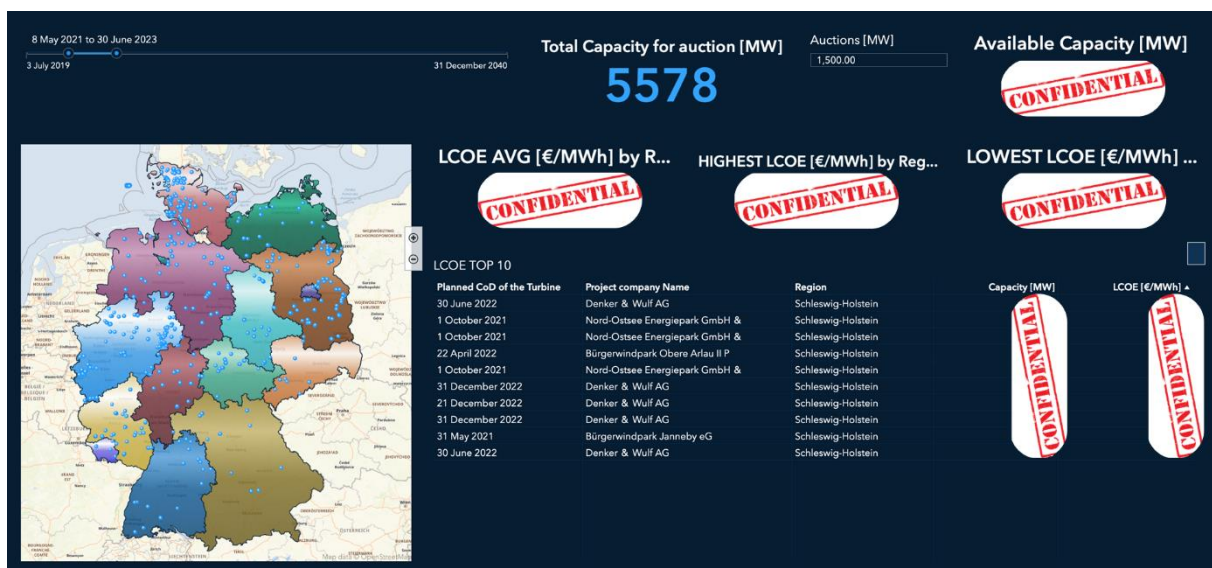 8 May 2021 to 30 June 2023
3 July 2019
31 December 2040
Total Capacity for auction [MW]
5578
Auctions [MW]
1,500.00
Available Capacity [MW]
CONFIDENTIAL
LCOE AVG [€/MWh] by R...
CONFIDENTIAL
HIGHEST LCOE [€/MWh] by Reg...
CONFIDENTIAL
LOWEST LCOE [€/MWh] ...
CONFIDENTIAL
LCOE TOP 10
Planned CoD of the Turbine Project company Name Region Capacity [MW] LCOE [€/MWh]
30 June 2022 Denker & Wulf AG Schleswig-Holstein
1 October 2021 Nord-Ostsee Energiepark GmbH & Schleswig-Holstein
1 October 2021 Nord-Ostsee Energiepark GmbH & Schleswig-Holstein
22 April 2022 Bürgerwindpark Obere Arlau II P Schleswig-Holstein
1 October 2021 Nord-Ostsee Energiepark GmbH & Schleswig-Holstein
31 December 2022 Denker & Wulf AG Schleswig-Holstein
21 December 2022 Denker & Wulf AG Schleswig-Holstein
31 December 2022 Denker & Wulf AG Schleswig-Holstein
31 May 2021 Bürgerwindpark Janneby eG Schleswig-Holstein
30 June 2022 Denker & Wulf AG Schleswig-Holstein
CONFIDENTIAL
CONFIDENTIAL
Praha
Map data © OpenStreetMap